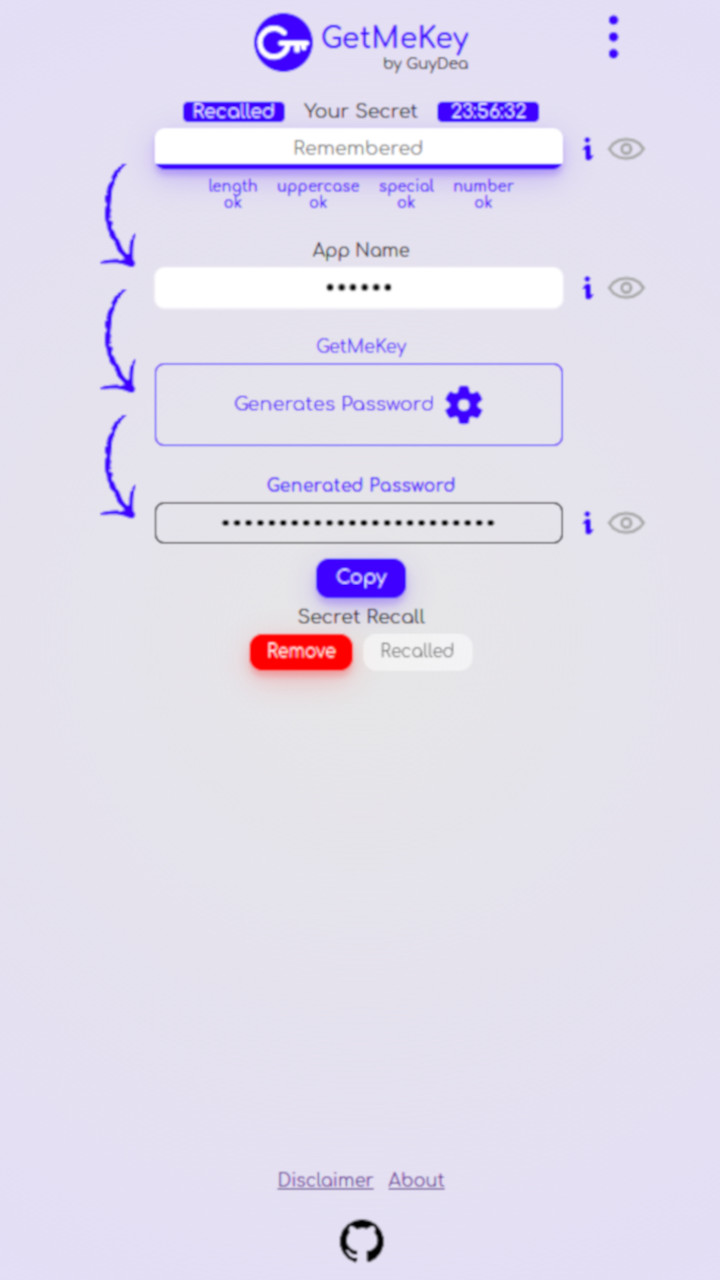 GetMeKey
by GuyDea
Recalled Your Secret 23:56:32
Remembered
length uppercase special number
ok ok ok ok
App Name
••••••
GetMeKey
Generates Password
Generated Password
••••••••••••••••••••••••
Copy
Secret Recall
Remove Recalled
Disclaimer About